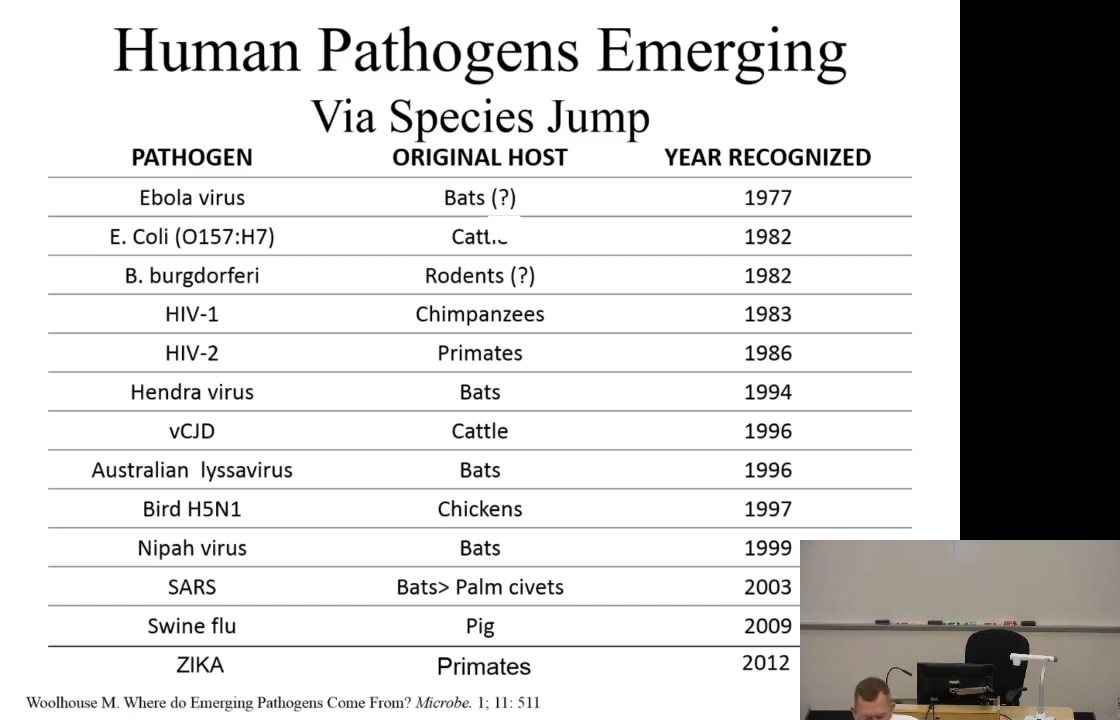 Human Pathogens Emerging
Via Species Jump
PATHOGEN ORIGINAL HOST YEAR RECOGNIZED
Ebola virus Bats (?) 1977
E. Coli (O157:H7) 1982
B. burgdorferi Rodents (?) 1982
HIV-1 Chimpanzees 1983
HIV-2 Primates 1986
Hendra virus Bats 1994
vCJD Cattle 1996
Australian lyssavirus Bats 1996
Bird H5N1 Chickens 1997
Nipah virus Bats 1999
SARS Bats> Palm civets 2003
Swine flu Pig 2009
ZIKA Primates 2012
Woolhouse M. Where do Emerging Pathogens Come From? Microbe. 1; 11: 511